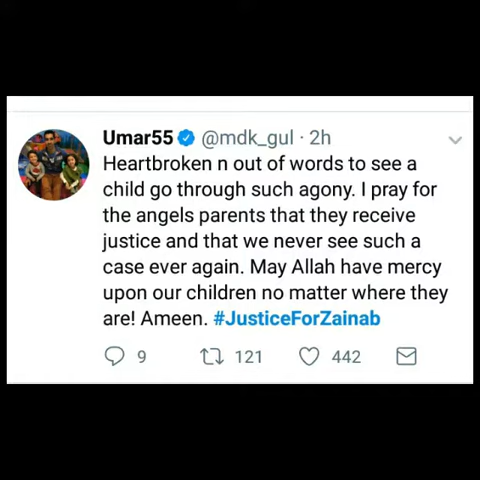 Umar55 @mdk_gul · 2h
Heartbroken n out of words to see a
child go through such agony. I pray for
the angels parents that they receive
justice and that we never see such a
case ever again. May Allah have mercy
upon our children no matter where they
are! Ameen. #JusticeForZainab
9 121 442